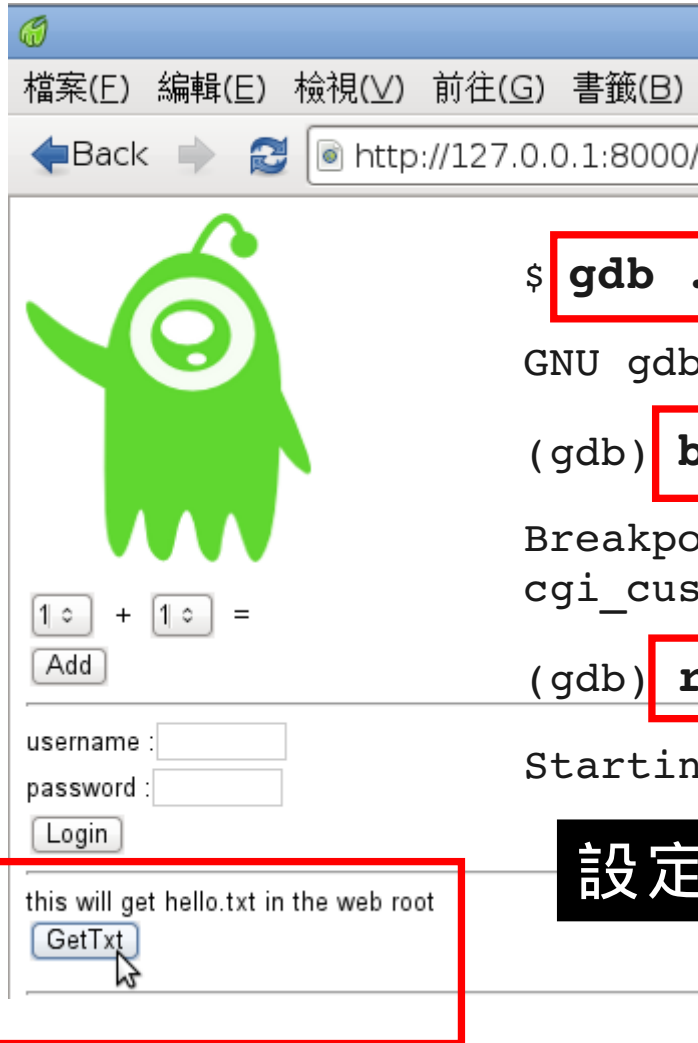 檔案(F) 編輯(E) 檢視(V) 前往(G) 書籤(B)
Back http://127.0.0.1:8000/
$ gdb .
GNU gdb
(gdb) b
Breakpo
cgi_cus
1 + 1 =
Add
(gdb) r
username :
password :
Startin
Login
設定
this will get hello.txt in the web root
GetTxt